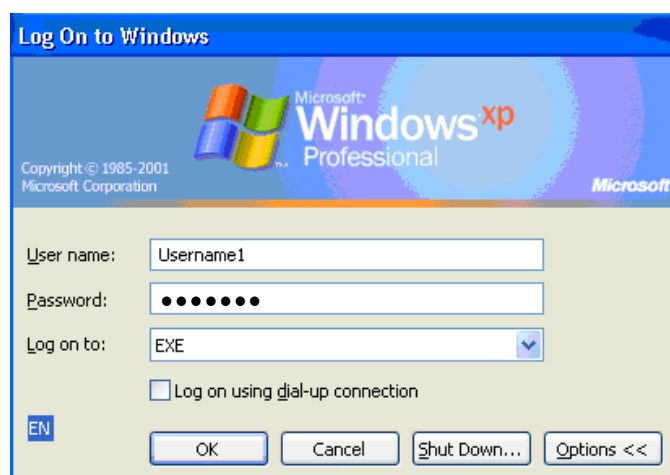 Log On to Windows
Microsoft®
Windows xp
Professional
Copyright © 1985-2001
Microsoft Corporation
Microsoft
User name: Username1
Password: ●●●●●●●
Log on to: EXE
Log on using dial-up connection
EN
OK Cancel Shut Down... Options <<